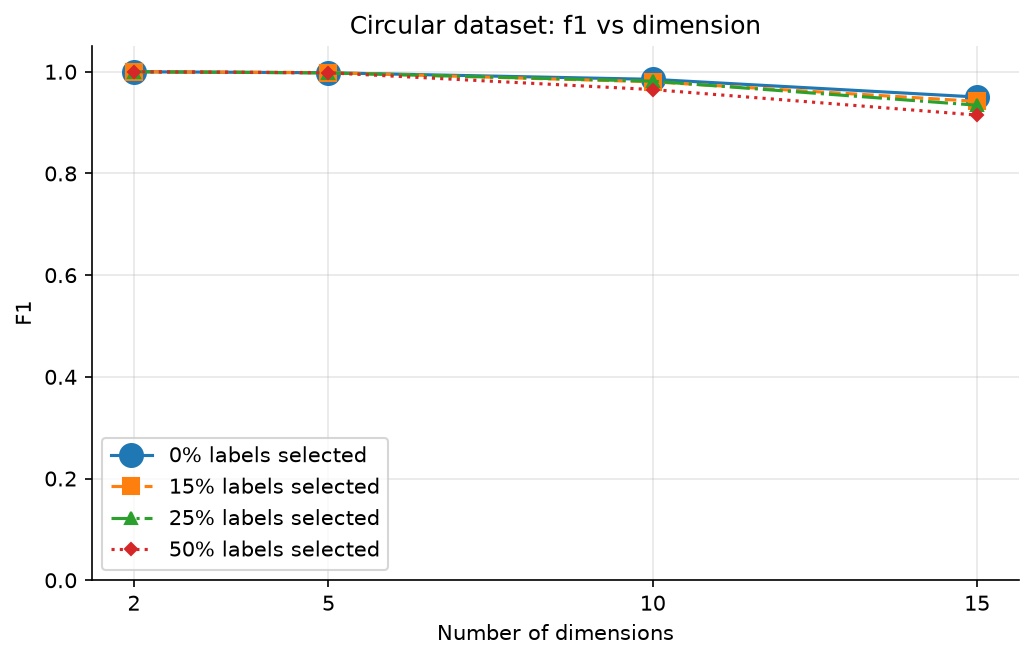 Circular dataset: f1 vs dimension
F1
1.0
0.8
0.6
0.4
0.2
0.0
0% labels selected
15% labels selected
25% labels selected
50% labels selected
2 5 10 15
Number of dimensions